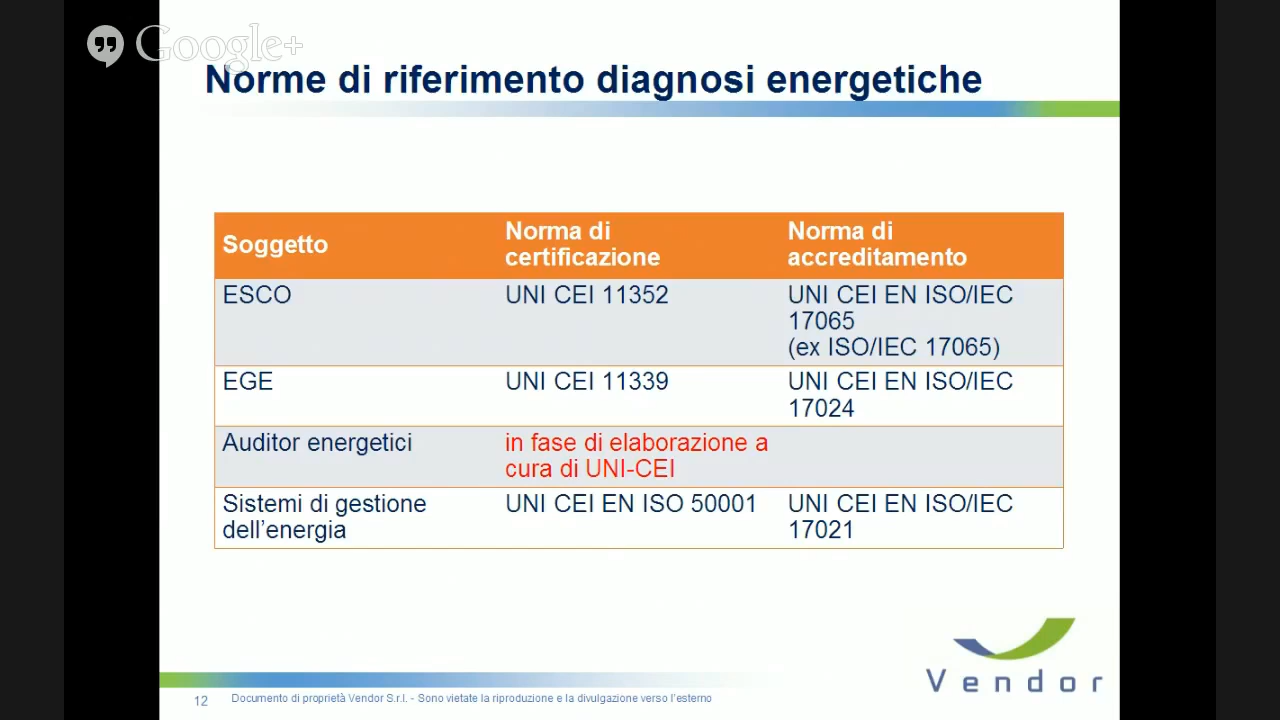 Google+
Norme di riferimento diagnosi energetiche
Soggetto
Norma di
certificazione
Norma di
accreditamento
ESCO
UNI CEI 11352
UNI CEI EN ISO/IEC
17065
(ex ISO/IEC 17065)
EGE
UNI CEI 11339
UNI CEI EN ISO/IEC
17024
Auditor energetici
in fase di elaborazione a
cura di UNI-CEI
Sistemi di gestione
dell'energia
UNI CEI EN ISO 50001
UNI CEI EN ISO/IEC
17021
Vendor
12
Documento di proprietà Vendor S.r.l. - Sono vietate la riproduzione e la divulgazione verso l'esterno